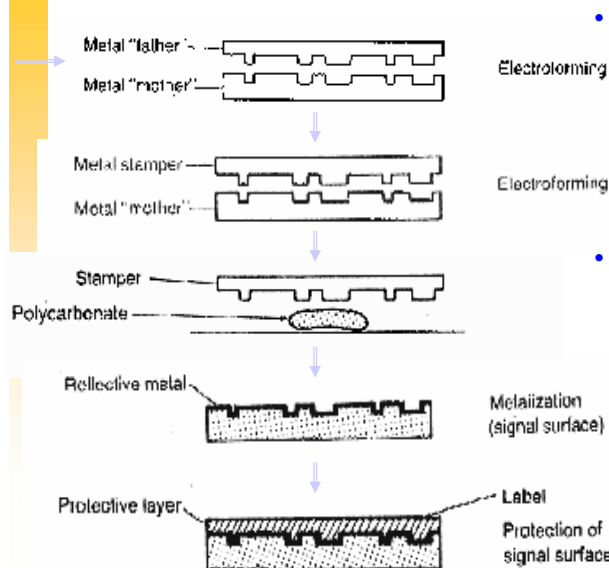 Metal "father"
Metal "mother"
Electroforming
Metal stamper
Metal "mother"
Electroforming
Stamper
Polycarbonate
Reflective metal
Metalization
(signal surface)
Protective layer
Label
Protection of
signal surface